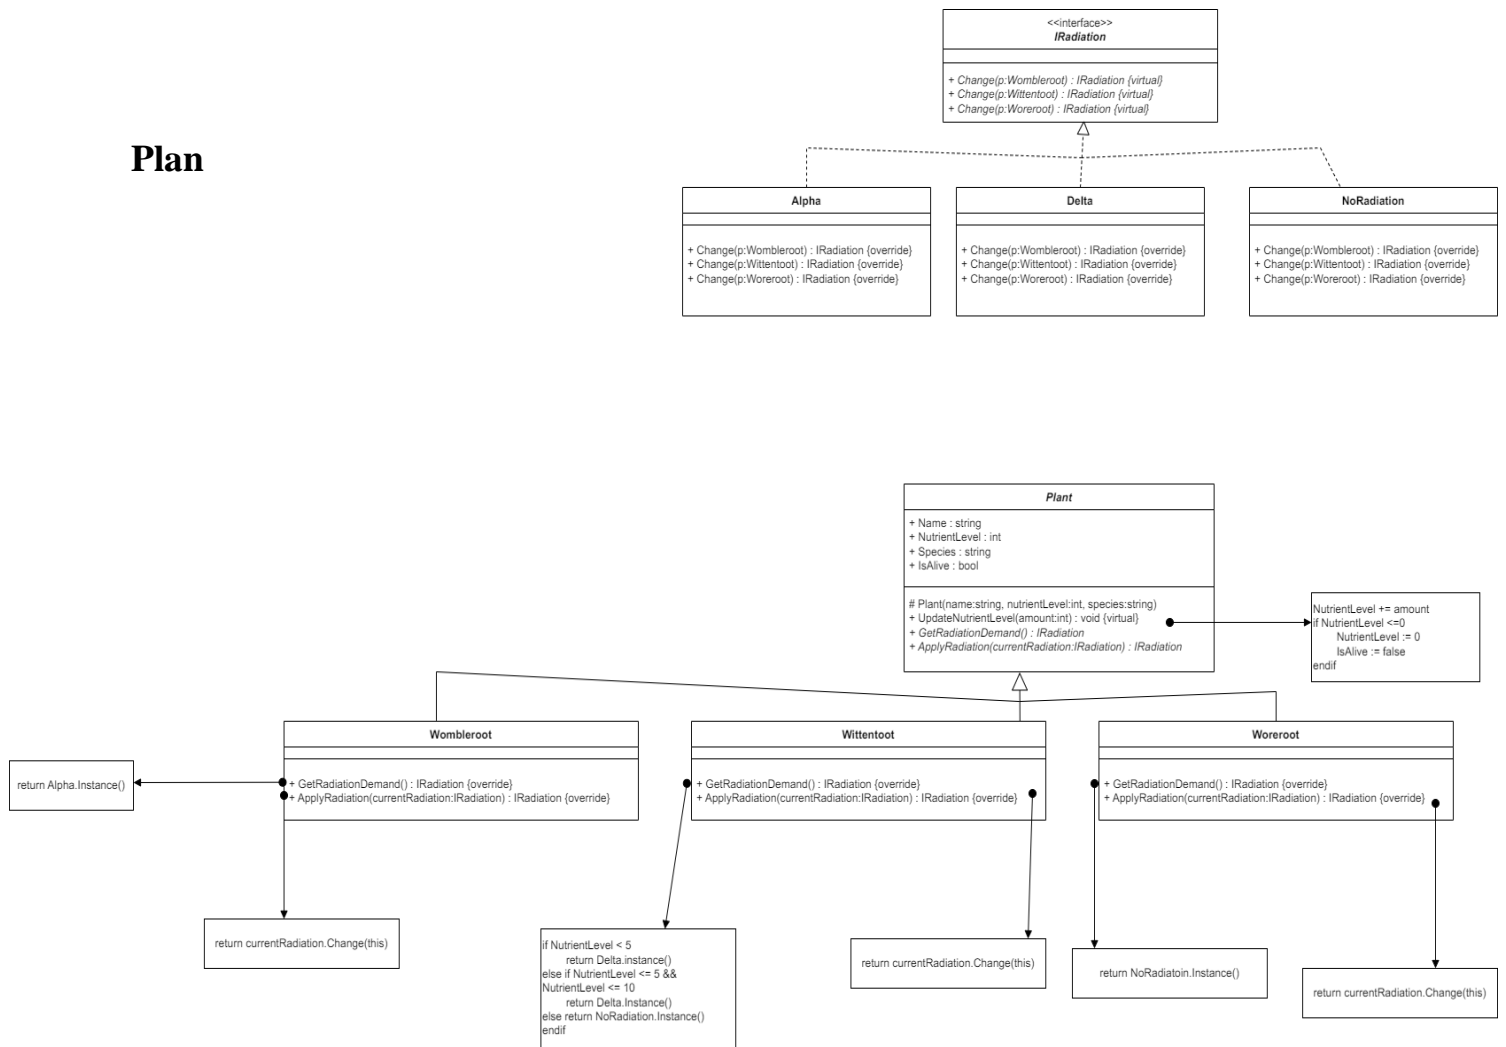 Plan
<<interface>>
IRadiation
+ Change(p:Wombleroot) : IRadiation {virtual}
+ Change(p:Wittentoot) : IRadiation {virtual}
+ Change(p:Woreroot) : IRadiation {virtual}
Alpha
+ Change(p:Wombleroot) : IRadiation {override}
+ Change(p:Wittentoot) : IRadiation {override}
+ Change(p:Woreroot) : IRadiation {override}
Delta
+ Change(p:Wombleroot) : IRadiation {override}
+ Change(p:Wittentoot) : IRadiation {override}
+ Change(p:Woreroot) : IRadiation {override}
NoRadiation
+ Change(p:Wombleroot) : IRadiation {override}
+ Change(p:Wittentoot) : IRadiation {override}
+ Change(p:Woreroot) : IRadiation {override}
Plant
+ Name : string
+ NutrientLevel : int
+ Species : string
+ IsAlive : bool
# Plant(name:string, nutrientLevel:int, species:string)
+ UpdateNutrientLevel(amount:int) : void {virtual}
+ GetRadiationDemand() : IRadiation
+ ApplyRadiation(currentRadiation:IRadiation) : IRadiation
NutrientLevel += amount
if NutrientLevel <=0
NutrientLevel := 0
IsAlive := false
endif
Wombleroot
+ GetRadiationDemand() : IRadiation {override}
+ ApplyRadiation(currentRadiation:IRadiation) : IRadiation {override}
Wittentoot
+ GetRadiationDemand() : IRadiation {override}
+ ApplyRadiation(currentRadiation:IRadiation) : IRadiation {override}
Woreroot
+ GetRadiationDemand() : IRadiation {override}
+ ApplyRadiation(currentRadiation:IRadiation) : IRadiation {override}
return Alpha.Instance()
return currentRadiation.Change(this)
if NutrientLevel < 5
return Delta.instance()
else if NutrientLevel <= 5 &&
NutrientLevel <= 10
return Delta.Instance()
else return NoRadiation.Instance()
endif
return currentRadiation.Change(this)
return NoRadiatoin.Instance()
return currentRadiation.Change(this)